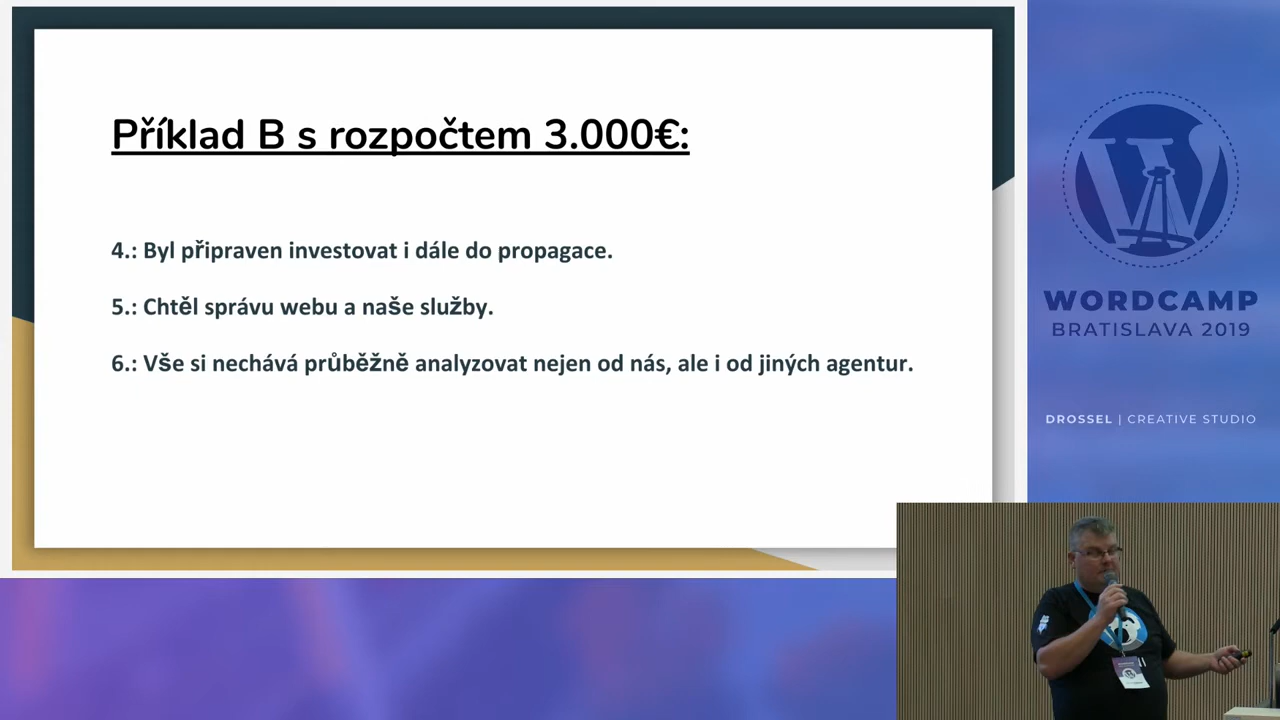 Příklad B s rozpočtem 3.000€:
4.: Byl připraven investovat i dále do propagace.
5.: Chtěl správu webu a naše služby.
6.: Vše si nechává průběžně analyzovat nejen od nás, ale i od jiných agentur.
WORDCAMP
BRATISLAVA 2019
DROSSEL | CREATIVE STUDIO